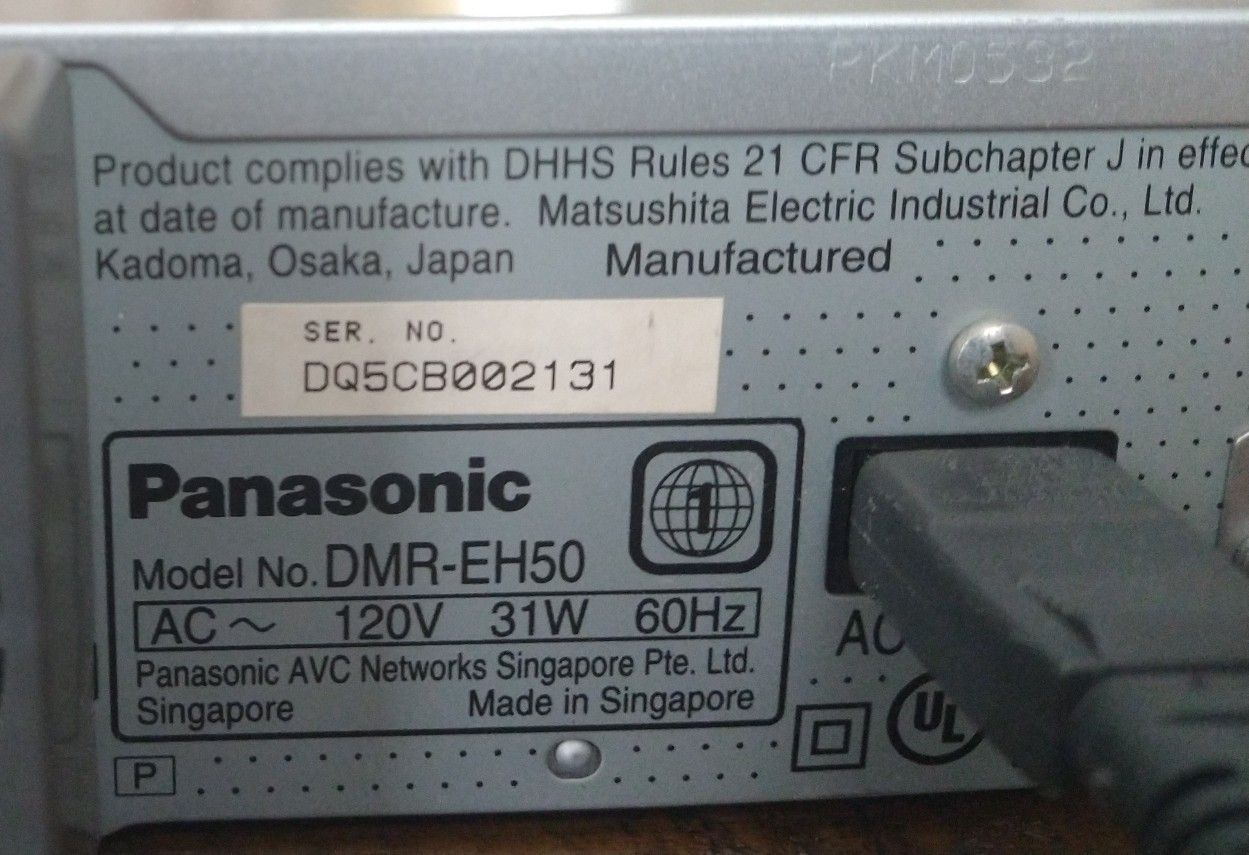 PKM0592
Product complies with DHHS Rules 21 CFR Subchapter J in effec
at date of manufacture. Matsushita Electric Industrial Co., Ltd.
Kadoma, Osaka, Japan Manufactured
SER. NO.
DQ5CB002131
Panasonic
1
Model No. DMR-EH50
AC ~ 120V 31W 60Hz
Panasonic AVC Networks Singapore Pte. Ltd.
Singapore Made in Singapore
AC
UL
P